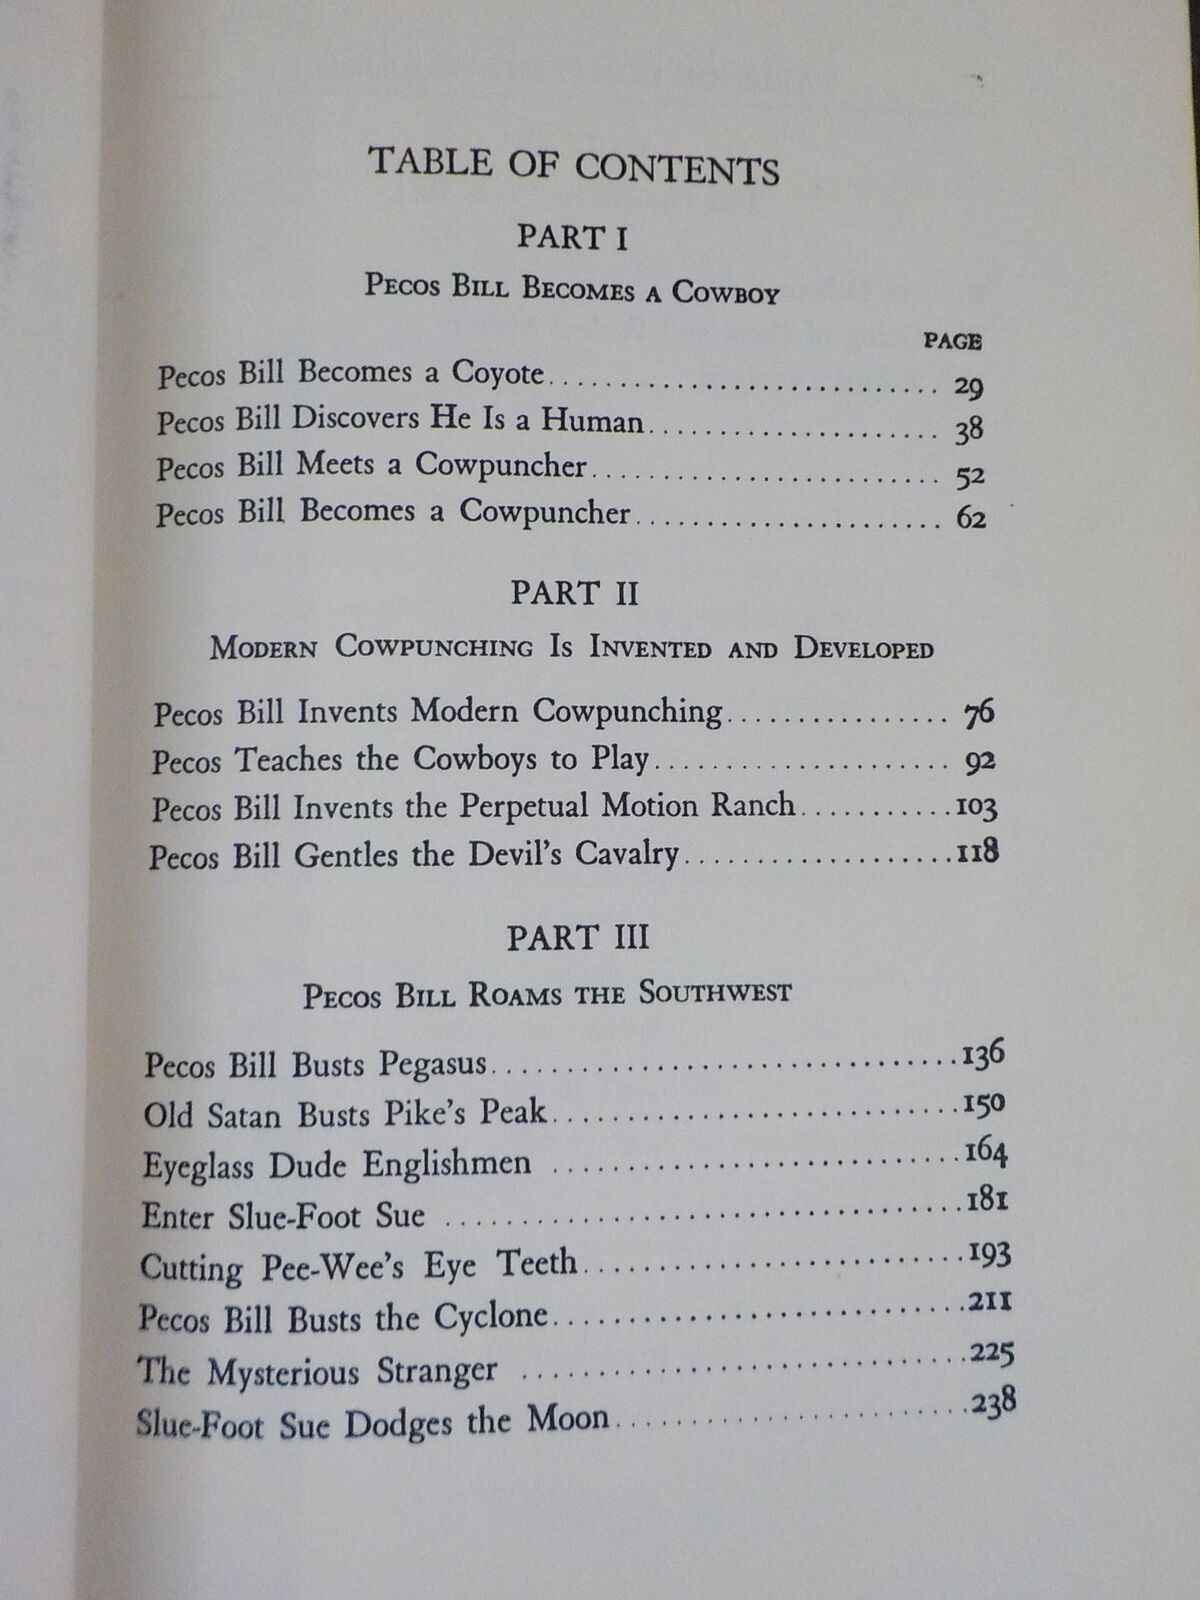 TABLE OF CONTENTS
PART I
Pecos Bill Becomes a Cowboy
PAGE
Pecos Bill Becomes a Coyote............................ 29
Pecos Bill Discovers He Is a Human..................... 38
Pecos Bill Meets a Cowpuncher......................... 52
Pecos Bill Becomes a Cowpuncher...................... 62
PART II
Modern Cowpunching Is Invented and Developed
Pecos Bill Invents Modern Cowpunching................ 76
Pecos Teaches the Cowboys to Play..................... 92
Pecos Bill Invents the Perpetual Motion Ranch...........103
Pecos Bill Gentles the Devil's Cavalry...................118
PART III
Pecos Bill Roams the Southwest
Pecos Bill Busts Pegasus................................136
Old Satan Busts Pike's Peak............................150
Eyeglass Dude Englishmen ............................164
Enter Slue-Foot Sue ...................................181
Cutting Pee-Wee's Eye Teeth..........................193
Pecos Bill Busts the Cyclone............................211
The Mysterious Stranger ..............................225
Slue-Foot Sue Dodges the Moon........................238